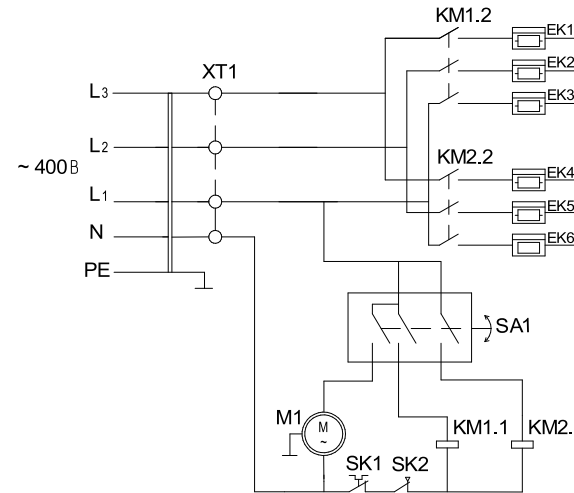 KM1.2
EK1
XT1
EK2
L3
EK3
L2
KM2.2
~ 400В
EK4
L1
EK5
N
EK6
PE
SA1
M1
M
~
KM1.1
KM2.
SK1
SK2